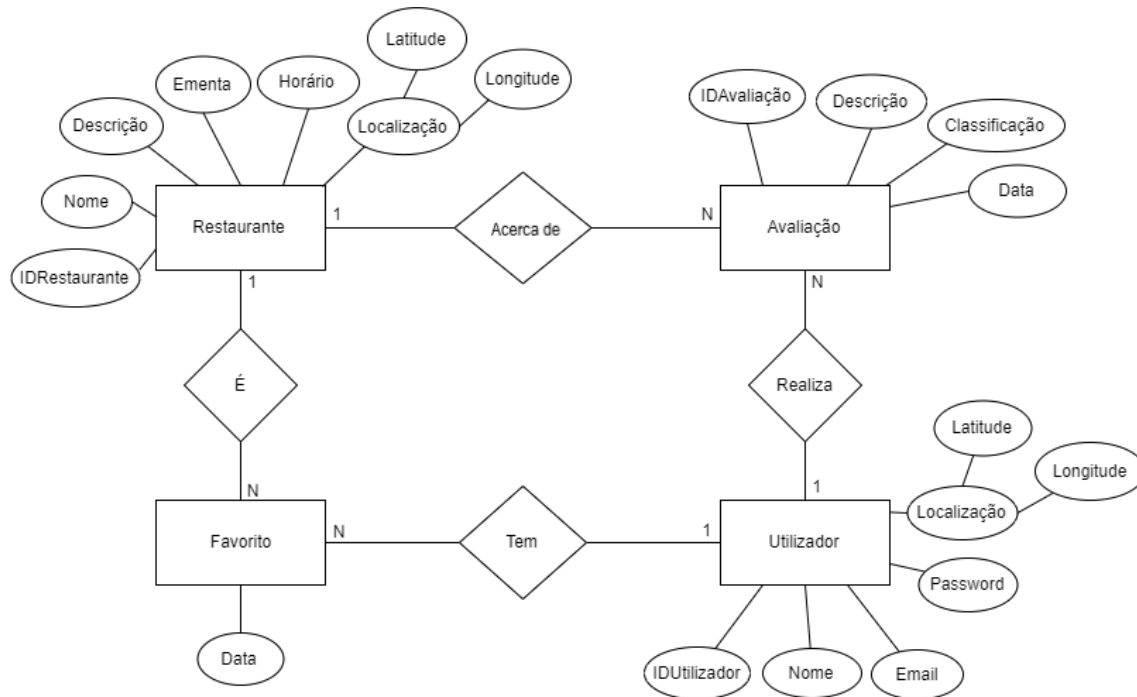 Latitude
Ementa
Horário
Longitude
Descrição
Localização
Nome
Restaurante
IDRestaurante
1
Acerca de
N
IDAvaliação
Descrição
Classificação
Data
Avaliação
1
É
N
N
Realiza
1
Favorito
N
Tem
1
Utilizador
Latitude
Longitude
Localização
Password
Data
IDUtilizador
Nome
Email